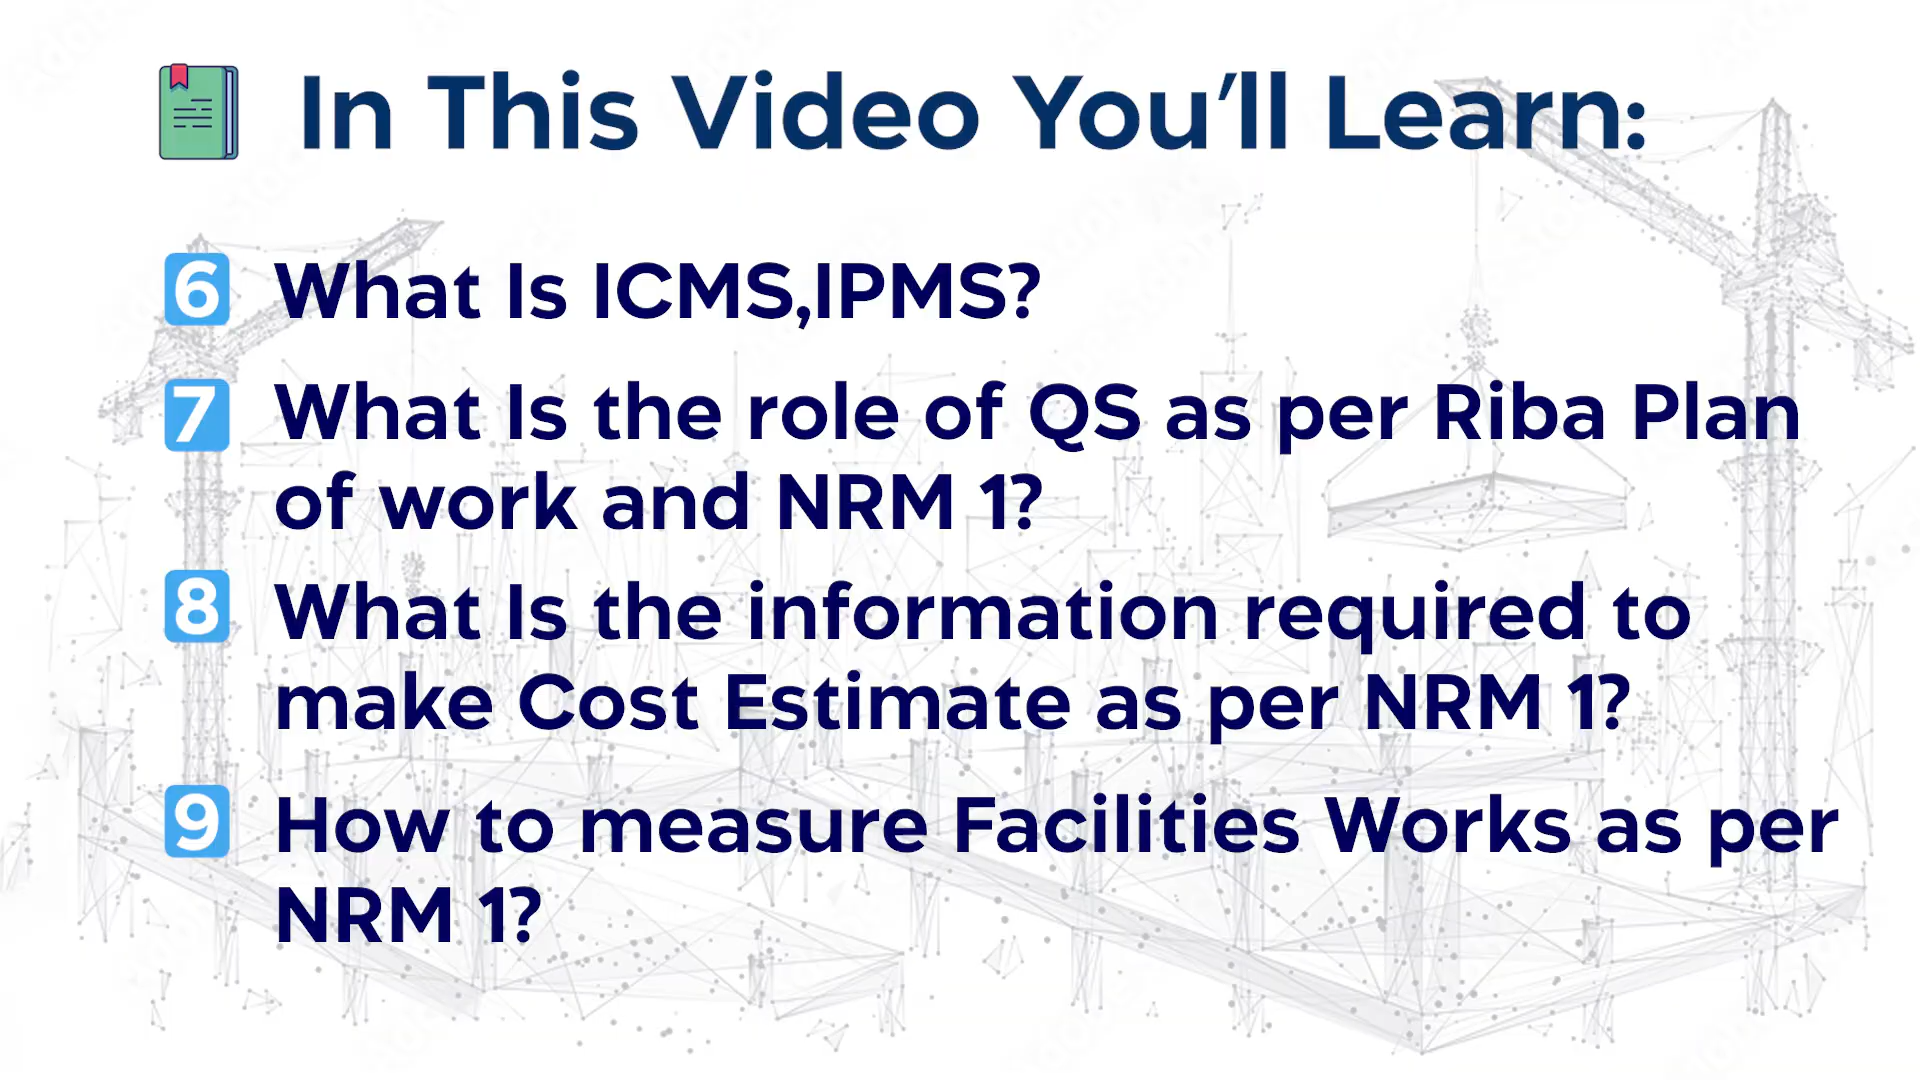 In This Video You'll Learn:
6 What Is ICMS,IPMS?
7 What Is the role of QS as per Riba Plan
of work and NRM 1?
8 What Is the information required to
make Cost Estimate as per NRM 1?
9 How to measure Facilities Works as per
NRM 1?